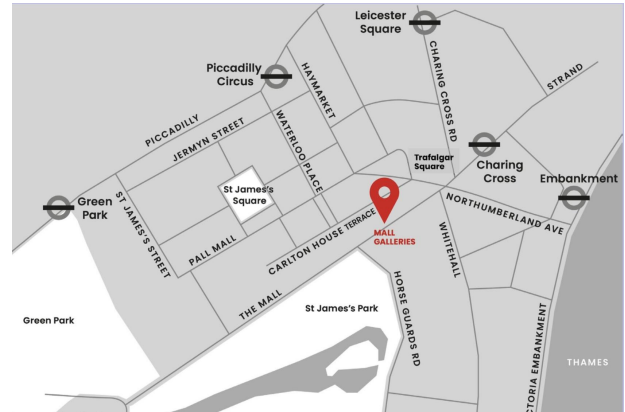 Leicester
Square
Piccadilly
Circus
HAYMARKET
CHARING CROSS RD
STRAND
PICCADILLY
JERMYN STREET
WATERLOO PLACE
Trafalgar
Square
Charing
Cross
Embankment
Green
Park
ST JAMES'S STREET
St James's
Square
PALL MALL
CARLTON HOUSE TERRACE
MALL
GALLERIES
NORTHUMBERLAND AVE
WHITEHALL
THE MALL
HORSE GUARDS RD
St James's Park
Green Park
THAMES
CTORIA EMBANKMENT